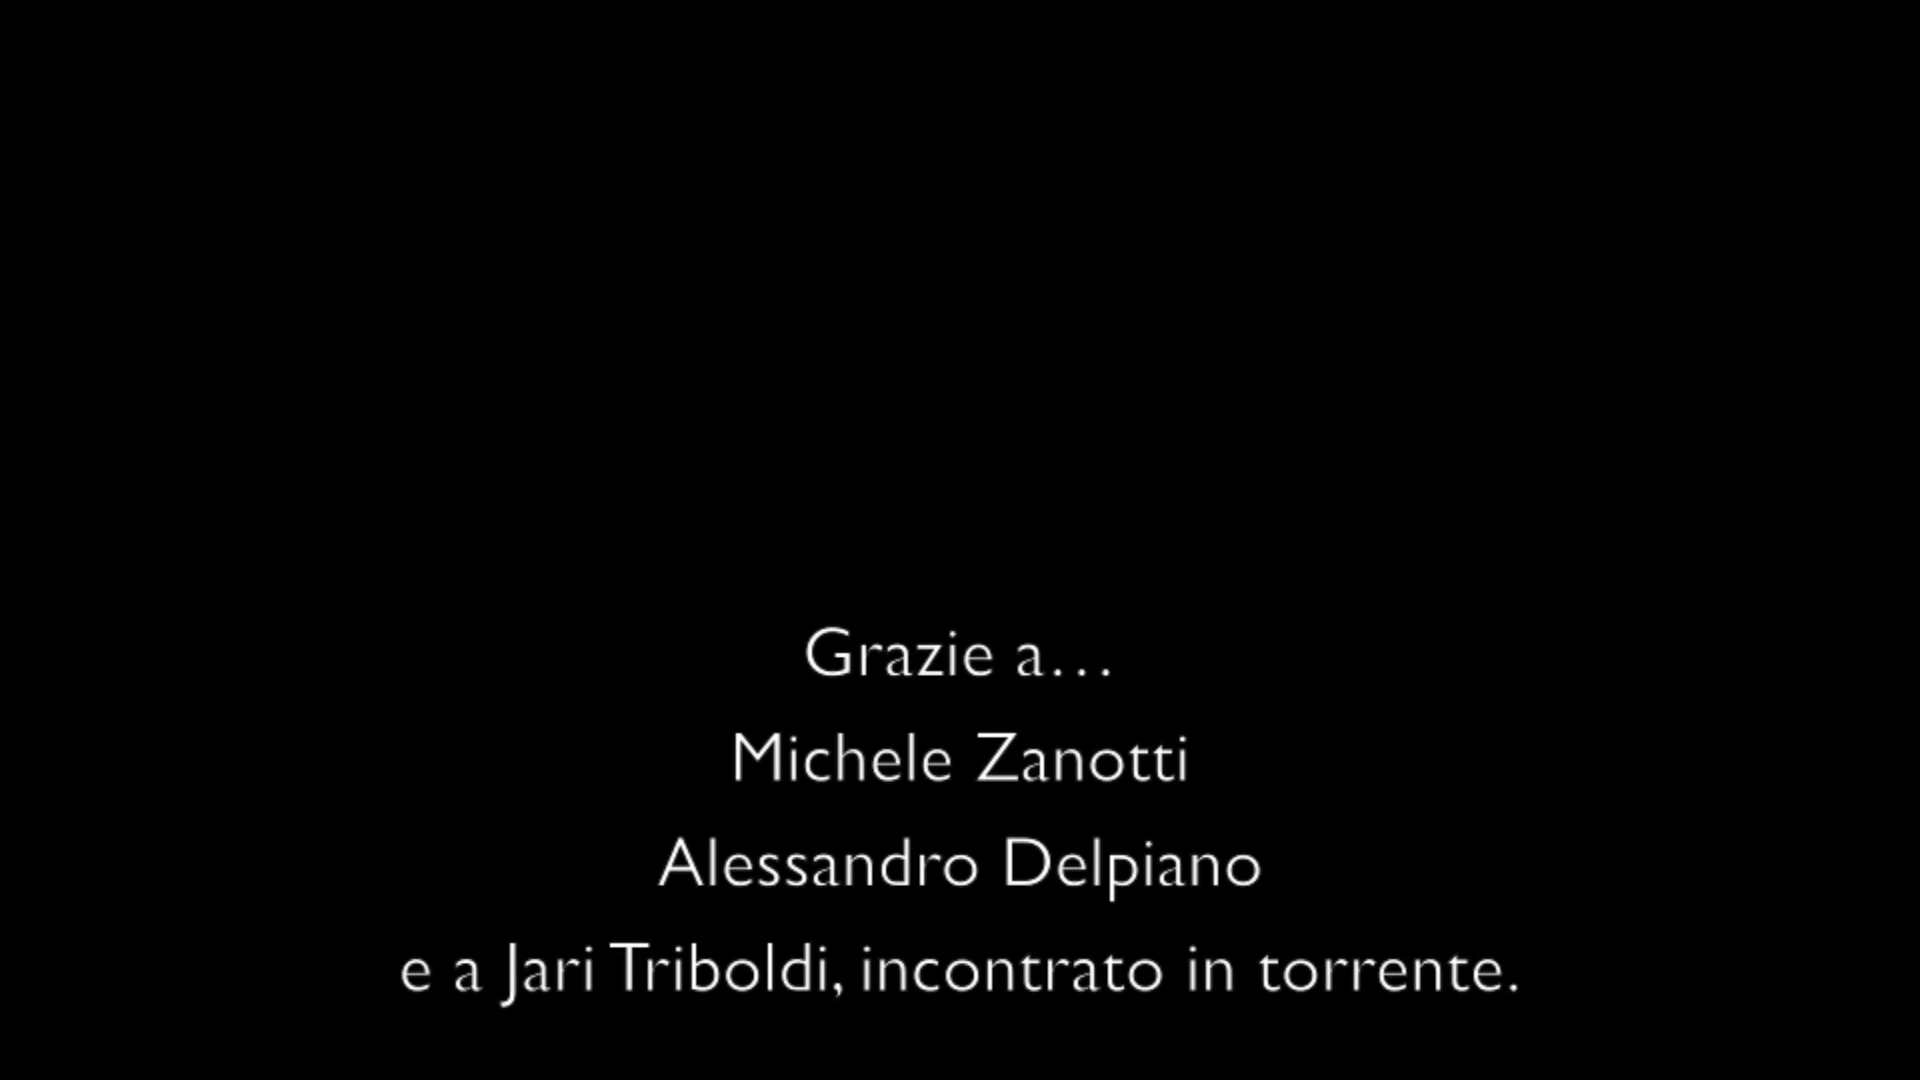 Grazie a…
Michele Zanotti
Alessandro Delpiano
e a Jari Triboldi, incontrato in torrente.